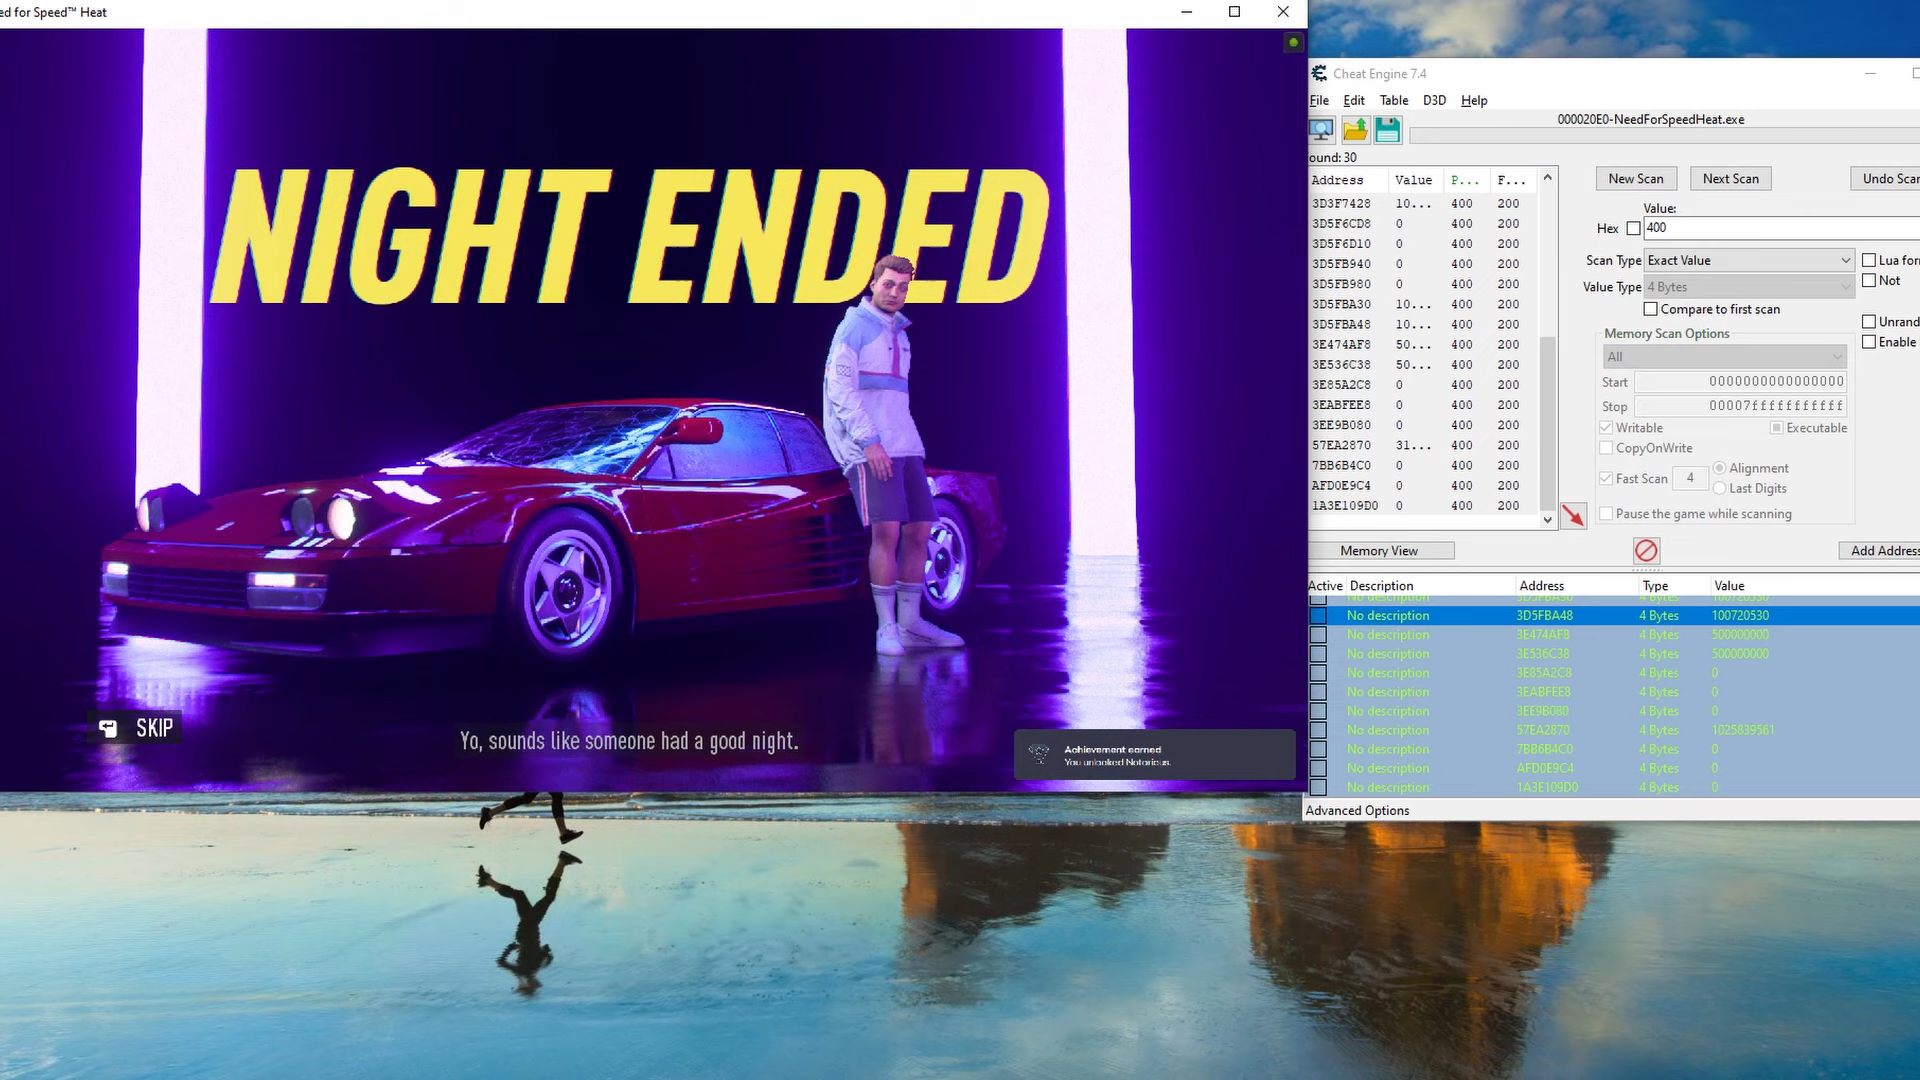 ed for Speed™ Heat
NIGHT ENDED
SKIP
Yo, sounds like someone had a good night.
Achievement earned
You unlocked Notorious.
Cheat Engine 7.4
File Edit Table D3D Help
000020E0-NeedForSpeedHeat.exe
ound: 30
Address Value P... F...
3D3F7428 10... 400 200
3D5F6CD8 0 400 200
3D5F6D10 0 400 200
3D5FB940 0 400 200
3D5FB980 0 400 200
3D5FBA30 10... 400 200
3D5FBA48 10... 400 200
3E474AF8 50... 400 200
3E536C38 50... 400 200
3E85A2C8 0 400 200
3EABFEE8 0 400 200
3EE9B080 0 400 200
57EA2870 31... 400 200
7BB6B4C0 0 400 200
AFD0E9C4 0 400 200
1A3E109D0 0 400 200
New Scan Next Scan Undo Scan
Value:
Hex 400
Scan Type Exact Value Lua for
Value Type 4 Bytes Not
Compare to first scan
Memory Scan Options Unrand
All Enable
Start 0000000000000000
Stop 00007fffffffffff
Writable Executable
CopyOnWrite
Fast Scan 4 Alignment
Last Digits
Pause the game while scanning
Memory View Add Address
Active Description Address Type Value
No description 3D5FBA30 4 Bytes 100720530
No description 3D5FBA48 4 Bytes 100720530
No description 3E474AF8 4 Bytes 500000000
No description 3E536C38 4 Bytes 500000000
No description 3E85A2C8 4 Bytes 0
No description 3EABFEE8 4 Bytes 0
No description 3EE9B080 4 Bytes 0
No description 57EA2870 4 Bytes 1025839561
No description 7BB6B4C0 4 Bytes 0
No description AFD0E9C4 4 Bytes 0
No description 1A3E109D0 4 Bytes 0
Advanced Options